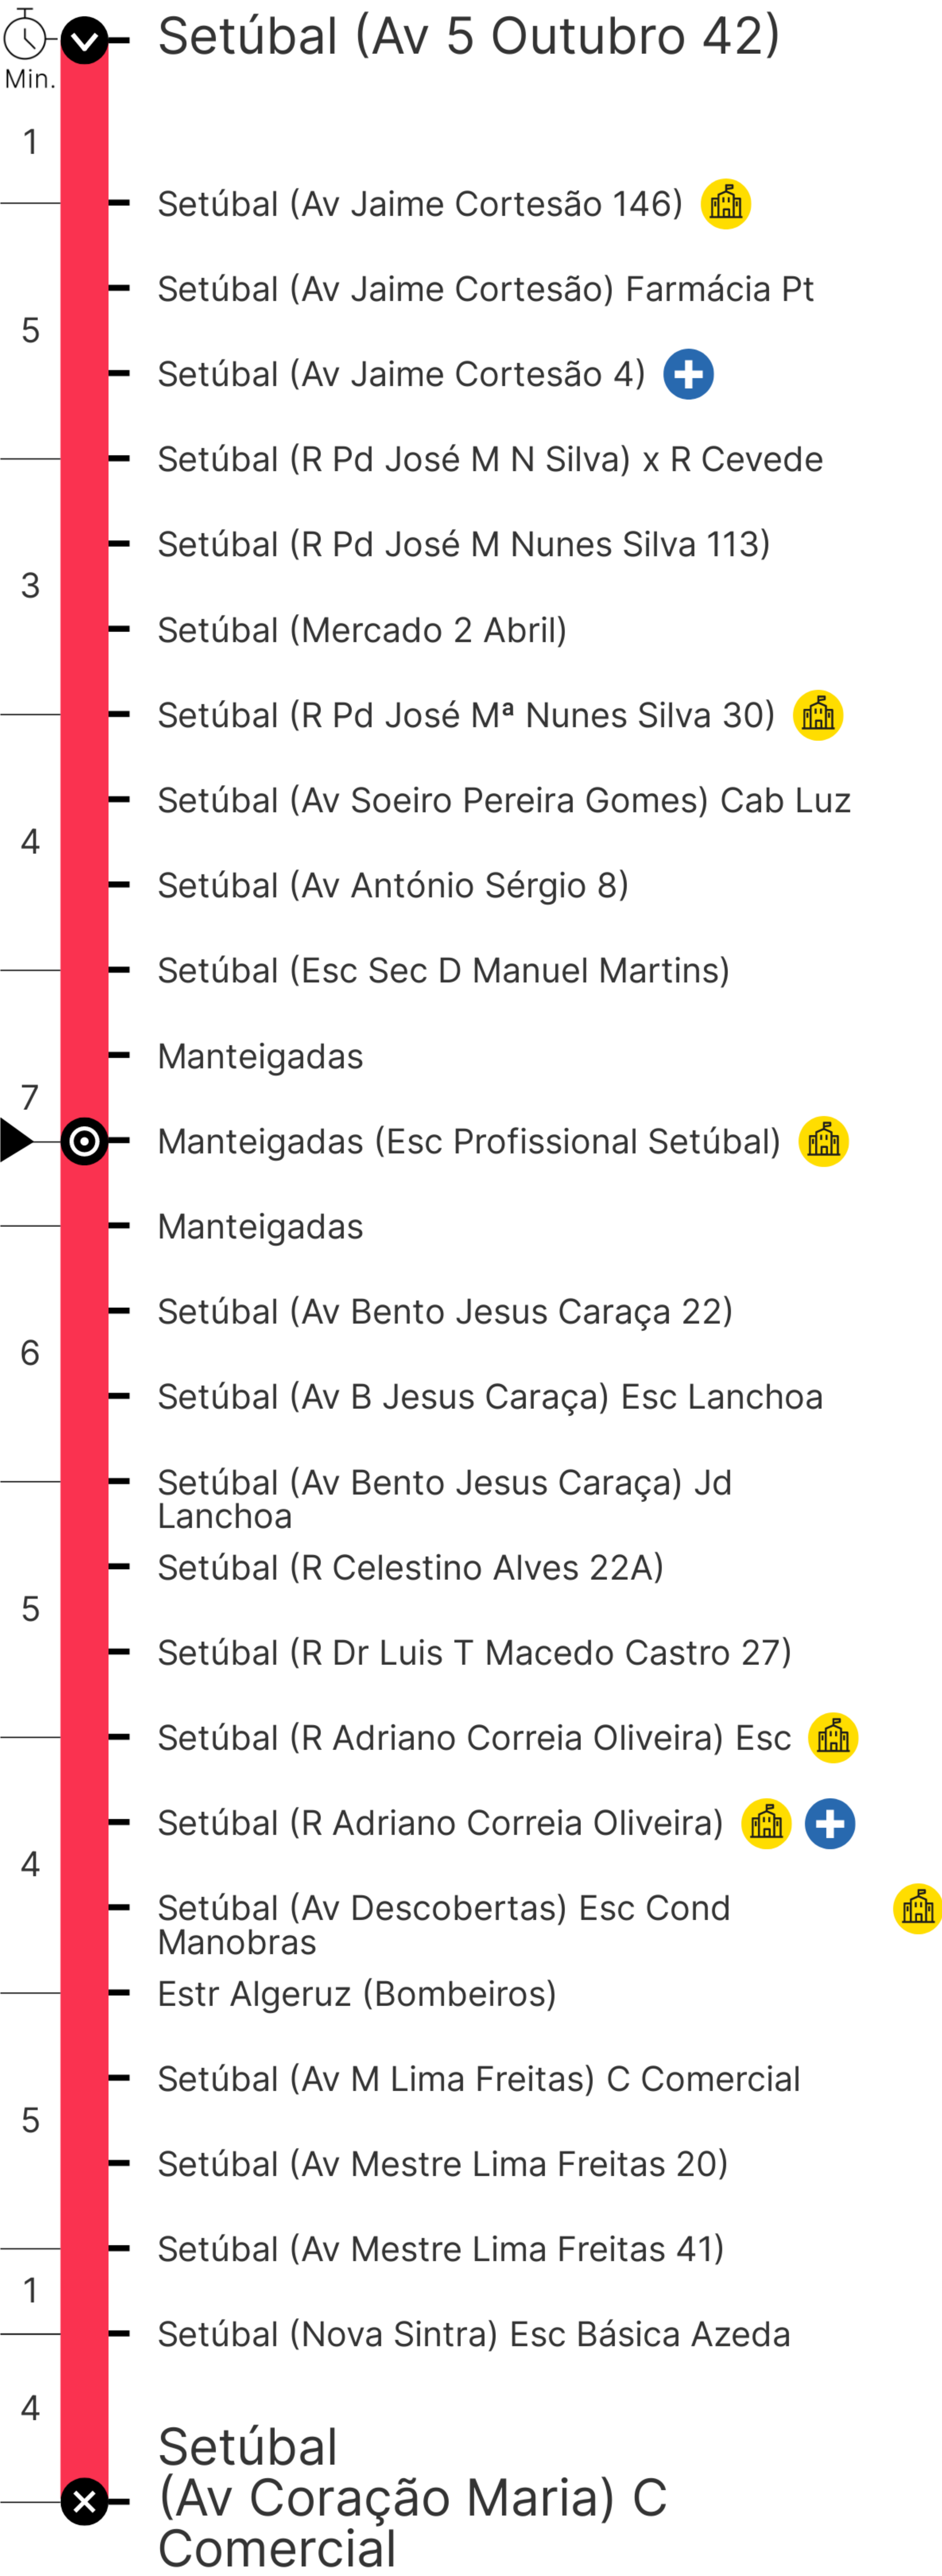 Setúbal (Av 5 Outubro 42)
Min.
1
Setúbal (Av Jaime Cortesão 146)
Setúbal (Av Jaime Cortesão) Farmácia Pt
5
Setúbal (Av Jaime Cortesão 4)
Setúbal (R Pd José M N Silva) x R Cevede
Setúbal (R Pd José M Nunes Silva 113)
3
Setúbal (Mercado 2 Abril)
Setúbal (R Pd José Mª Nunes Silva 30)
Setúbal (Av Soeiro Pereira Gomes) Cab Luz
4
Setúbal (Av António Sérgio 8)
Setúbal (Esc Sec D Manuel Martins)
Manteigadas
7
Manteigadas (Esc Profissional Setúbal)
Manteigadas
Setúbal (Av Bento Jesus Caraça 22)
6
Setúbal (Av B Jesus Caraça) Esc Lanchoa
Setúbal (Av Bento Jesus Caraça) Jd
Lanchoa
Setúbal (R Celestino Alves 22A)
5
Setúbal (R Dr Luis T Macedo Castro 27)
Setúbal (R Adriano Correia Oliveira) Esc
Setúbal (R Adriano Correia Oliveira)
4
Setúbal (Av Descobertas) Esc Cond
Manobras
Estr Algeruz (Bombeiros)
Setúbal (Av M Lima Freitas) C Comercial
5
Setúbal (Av Mestre Lima Freitas 20)
Setúbal (Av Mestre Lima Freitas 41)
1
Setúbal (Nova Sintra) Esc Básica Azeda
4
Setúbal
(Av Coração Maria) C
Comercial